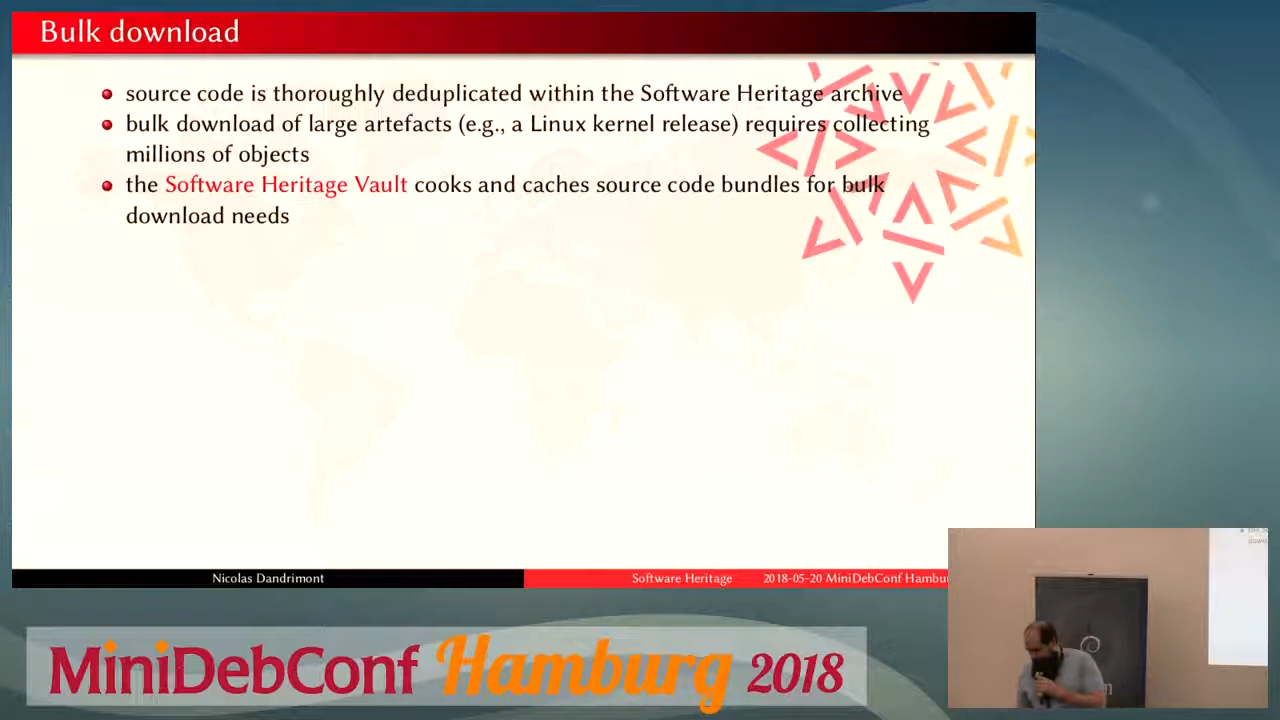 Bulk download
source code is thoroughly deduplicated within the Software Heritage archive
bulk download of large artefacts (e.g., a Linux kernel release) requires collecting
millions of objects
the Software Heritage Vault cooks and caches source code bundles for bulk
download needs
Nicolas Dandrimont
Software Heritage
2018-05-20 MiniDebConf Hambur
MiniDebConf Hamburg 2018